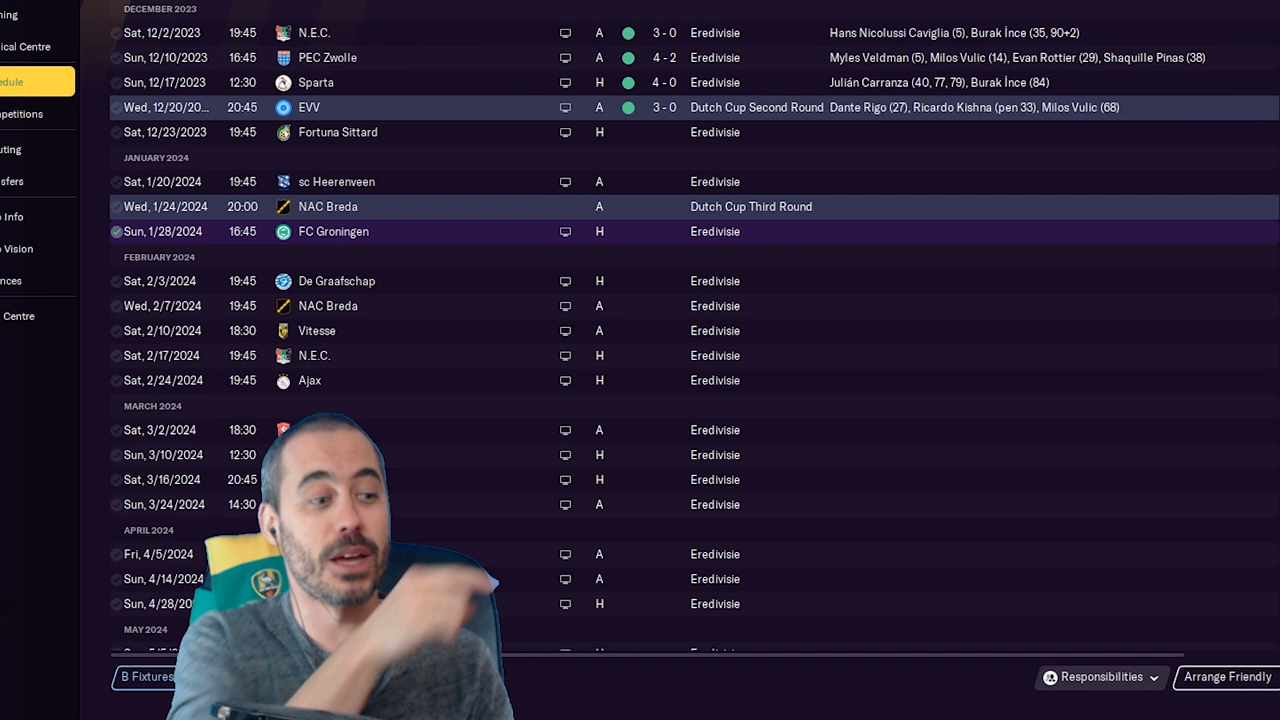 DECEMBER 2023
ning
Sat, 12/2/2023 19:45 N.E.C. A 3 - 0 Eredivisie Hans Nicolussi Caviglia (5), Burak İnce (35, 90+2)
ical Centre
Sun, 12/10/2023 16:45 PEC Zwolle A 4 - 2 Eredivisie Myles Veldman (5), Milos Vulic (14), Evan Rottier (29), Shaquille Pinas (38)
edule
Sun, 12/17/2023 12:30 Sparta H 4 - 0 Eredivisie Julián Carranza (40, 77, 79), Burak İnce (84)
Wed, 12/20/20... 20:45 EVV A 3 - 0 Dutch Cup Second Round Dante Rigo (27), Ricardo Kishna (pen 33), Milos Vulic (68)
npetitions
Sat, 12/23/2023 19:45 Fortuna Sittard H Eredivisie
uting
JANUARY 2024
sfers
Sat, 1/20/2024 19:45 sc Heerenveen A Eredivisie
Wed, 1/24/2024 20:00 NAC Breda A Dutch Cup Third Round
o Info
Sun, 1/28/2024 16:45 FC Groningen H Eredivisie
o Vision
FEBRUARY 2024
nces
Sat, 2/3/2024 19:45 De Graafschap H Eredivisie
Wed, 2/7/2024 19:45 NAC Breda A Eredivisie
Centre
Sat, 2/10/2024 18:30 Vitesse A Eredivisie
Sat, 2/17/2024 19:45 N.E.C. H Eredivisie
Sat, 2/24/2024 19:45 Ajax H Eredivisie
MARCH 2024
Sat, 3/2/2024 18:30 A Eredivisie
Sun, 3/10/2024 12:30 H Eredivisie
Sat, 3/16/2024 20:45 H Eredivisie
Sun, 3/24/2024 14:30 A Eredivisie
APRIL 2024
Fri, 4/5/2024 A Eredivisie
Sun, 4/14/2024 A Eredivisie
Sun, 4/28/20 H Eredivisie
MAY 2024
B Fixtures Responsibilities Arrange Friendly